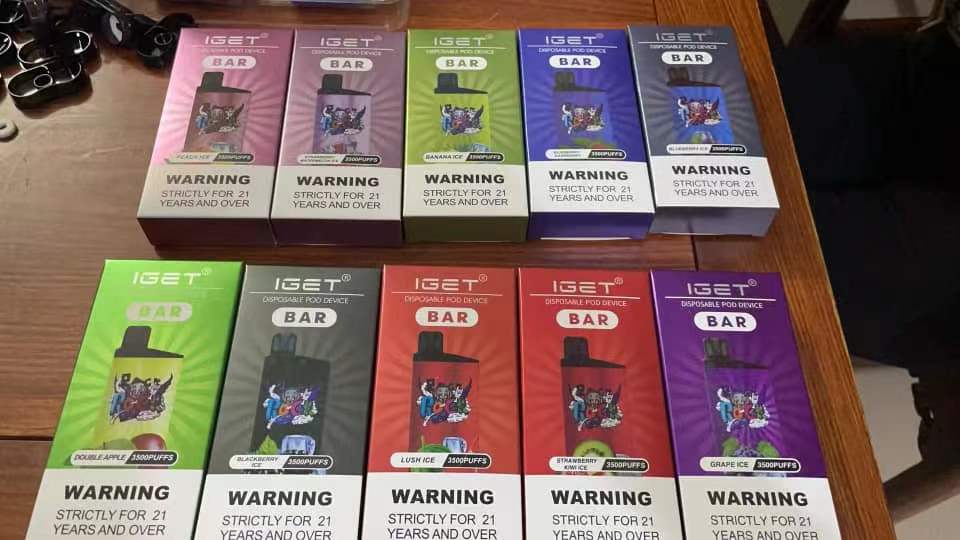 IGET®
DISPOSABLE POD DEVICE
BAR
PEACH ICE 3500PUFFS
WARNING
STRICTLY FOR 21
YEARS AND OVER
IGET®
DISPOSABLE POD DEVICE
BAR
STRAWBERRY
WATERMELON ICE 3500PUFFS
WARNING
STRICTLY FOR 21
YEARS AND OVER
IGET®
DISPOSABLE POD DEVICE
BAR
BANANA ICE 3500PUFFS
WARNING
STRICTLY FOR 21
YEARS AND OVER
IGET®
DISPOSABLE POD DEVICE
BAR
BLUEBERRY
RASPBERRY 3500PUFFS
WARNING
STRICTLY FOR 21
YEARS AND OVER
IGET®
DISPOSABLE POD DEVICE
BAR
BLUEBERRY ICE 3500PUFFS
WARNING
STRICTLY FOR 21
YEARS AND OVER
IGET®
BAR
DOUBLE APPLE 3500PUFFS
WARNING
STRICTLY FOR 21
YEARS AND OVER
IGET®
DISPOSABLE POD DEVICE
BAR
BLACKBERRY
ICE 3500PUFFS
WARNING
STRICTLY FOR 21
YEARS AND OVER
IGET®
DISPOSABLE POD DEVICE
BAR
LUSH ICE 3500PUFFS
WARNING
STRICTLY FOR 21
YEARS AND OVER
IGET®
DISPOSABLE POD DEVICE
BAR
STRAWBERRY
KIWI ICE 3500PUFFS
WARNING
STRICTLY FOR 21
YEARS AND OVER
IGET®
DISPOSABLE POD DEVICE
BAR
GRAPE ICE 3500PUFFS
WARNING
STRICTLY FOR 21
YEARS AND OVER